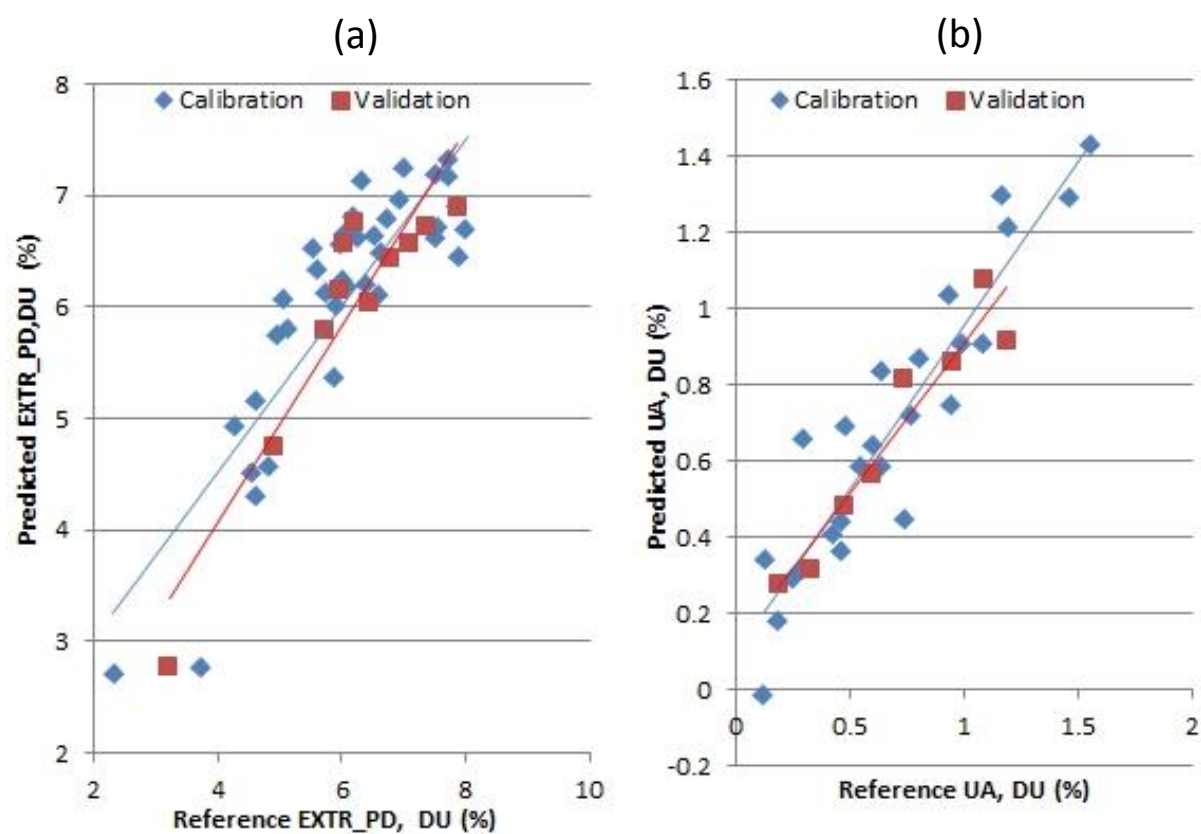 (a)
Calibration Validation
Predicted EXTR_PD,DU (%)
8
7
6
5
4
3
2
2 4 6 8 10
Reference EXTR_PD, DU (%)
(b)
Calibration Validation
Predicted UA, DU (%)
1.6
1.4
1.2
1
0.8
0.6
0.4
0.2
0
-0.2
0 0.5 1 1.5 2
Reference UA, DU (%)